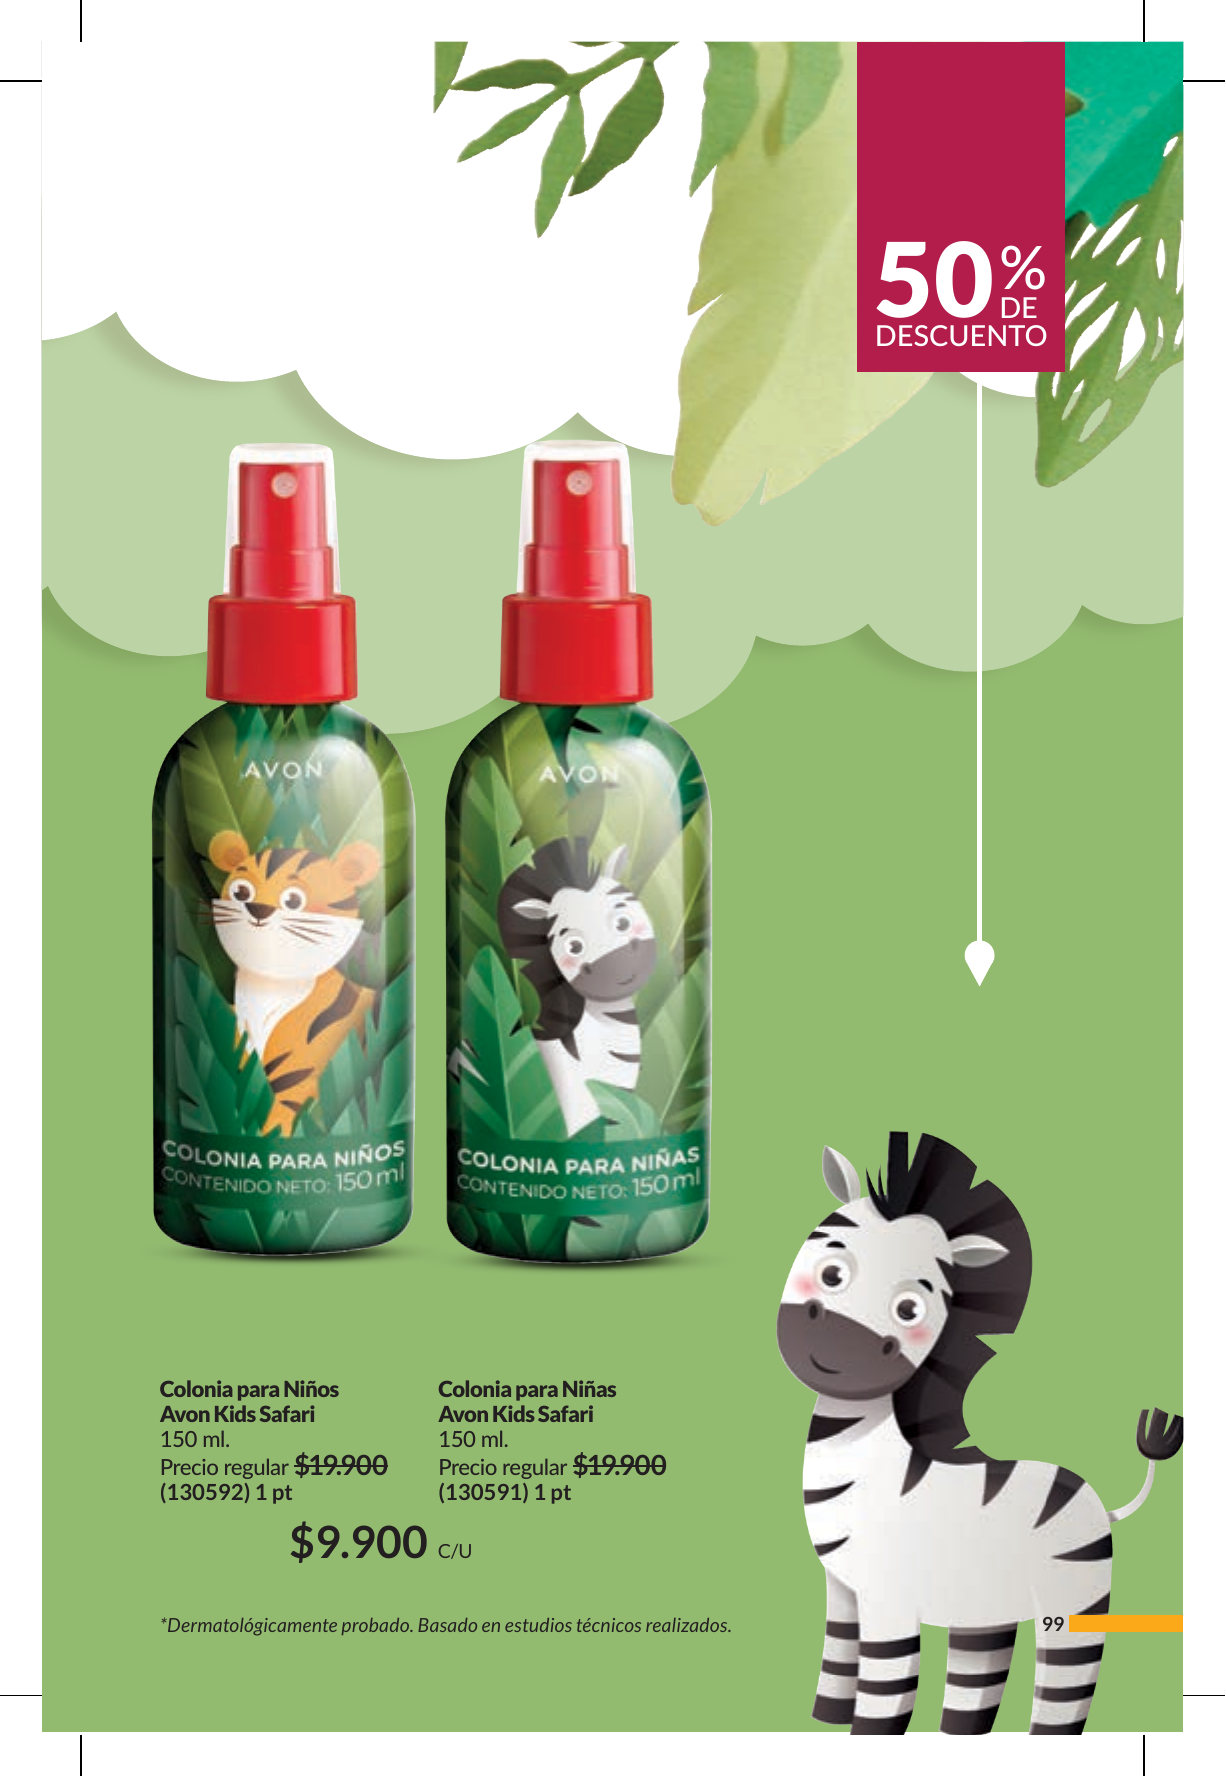 50%
DE
DESCUENTO
AVON
COLONIA PARA NIÑOS
CONTENIDO NETO: 150 ml
AVON
COLONIA PARA NIÑAS
CONTENIDO NETO: 150 ml
Colonia para Niños
Avon Kids Safari
150 ml.
Precio regular $19.900
(130592) 1 pt
Colonia para Niñas
Avon Kids Safari
150 ml.
Precio regular $19.900
(130591) 1 pt
$9.900 C/U
*Dermatológicamente probado. Basado en estudios técnicos realizados.
99